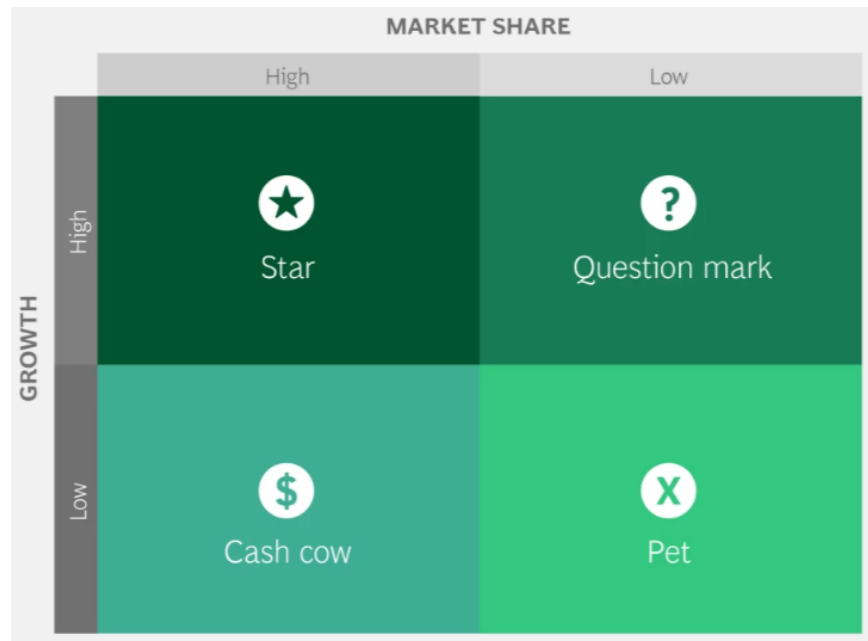 MARKET SHARE
High Low
High
?
Star Question mark
GROWTH
Low
$ X
Cash cow Pet